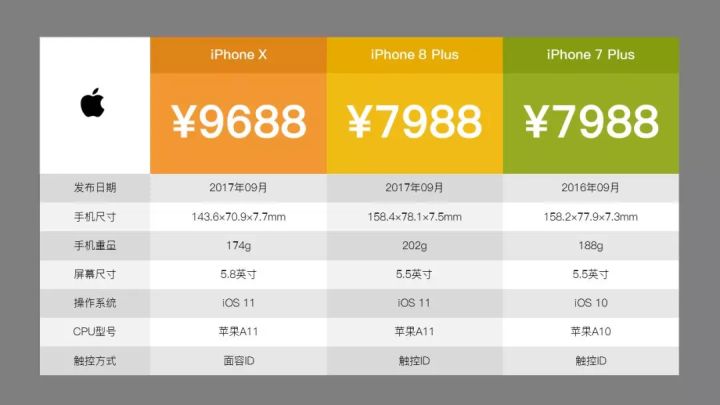 iPhone X iPhone 8 Plus iPhone 7 Plus
¥9688 ¥7988 ¥7988
发布日期 2017年09月 2017年09月 2016年09月
手机尺寸 143.6×70.9×7.7mm 158.4×78.1×7.5mm 158.2×77.9×7.3mm
手机重量 174g 202g 188g
屏幕尺寸 5.8英寸 5.5英寸 5.5英寸
操作系统 iOS 11 iOS 11 iOS 10
CPU型号 苹果A11 苹果A11 苹果A10
触控方式 面容ID 触控ID 触控ID